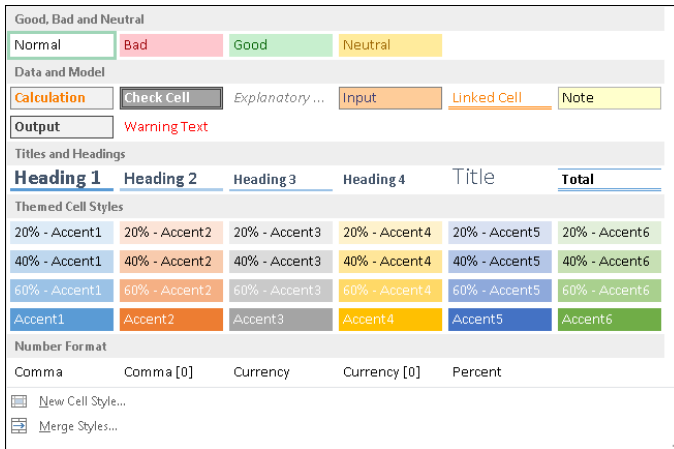 Good, Bad and Neutral
Normal Bad Good Neutral
Data and Model
Calculation Check Cell Explanatory ... Input Linked Cell Note
Output Warning Text
Titles and Headings
Heading 1 Heading 2 Heading 3 Heading 4 Title Total
Themed Cell Styles
20% - Accent1 20% - Accent2 20% - Accent3 20% - Accent4 20% - Accent5 20% - Accent6
40% - Accent1 40% - Accent2 40% - Accent3 40% - Accent4 40% - Accent5 40% - Accent6
60% - Accent1 60% - Accent2 60% - Accent3 60% - Accent4 60% - Accent5 60% - Accent6
Accent1 Accent2 Accent3 Accent4 Accent5 Accent6
Number Format
Comma Comma [0] Currency Currency [0] Percent
New Cell Style...
Merge Styles...